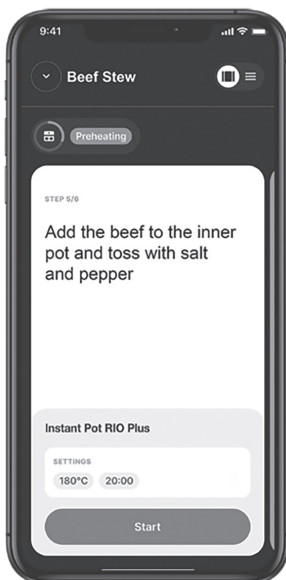 9:41
Beef Stew
Preheating
STEP 5/6
Add the beef to the inner
pot and toss with salt
and pepper
Instant Pot RIO Plus
SETTINGS
180°C 20:00
Start